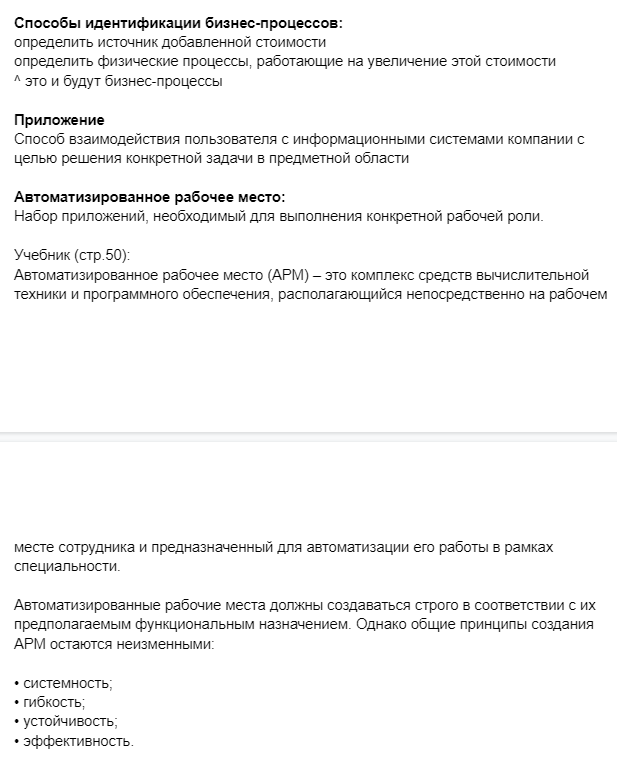 Способы идентификации бизнес-процессов:
определить источник добавленной стоимости
определить физические процессы, работающие на увеличение этой стоимости
^ это и будут бизнес-процессы
Приложение
Способ взаимодействия пользователя с информационными системами компании с
целью решения конкретной задачи в предметной области
Автоматизированное рабочее место:
Набор приложений, необходимый для выполнения конкретной рабочей роли.
Учебник (стр.50):
Автоматизированное рабочее место (АРМ) – это комплекс средств вычислительной
техники и программного обеспечения, располагающийся непосредственно на рабочем
месте сотрудника и предназначенный для автоматизации его работы в рамках
специальности.
Автоматизированные рабочие места должны создаваться строго в соответствии с их
предполагаемым функциональным назначением. Однако общие принципы создания
АРМ остаются неизменными:
• системность;
• гибкость;
• устойчивость;
• эффективность.